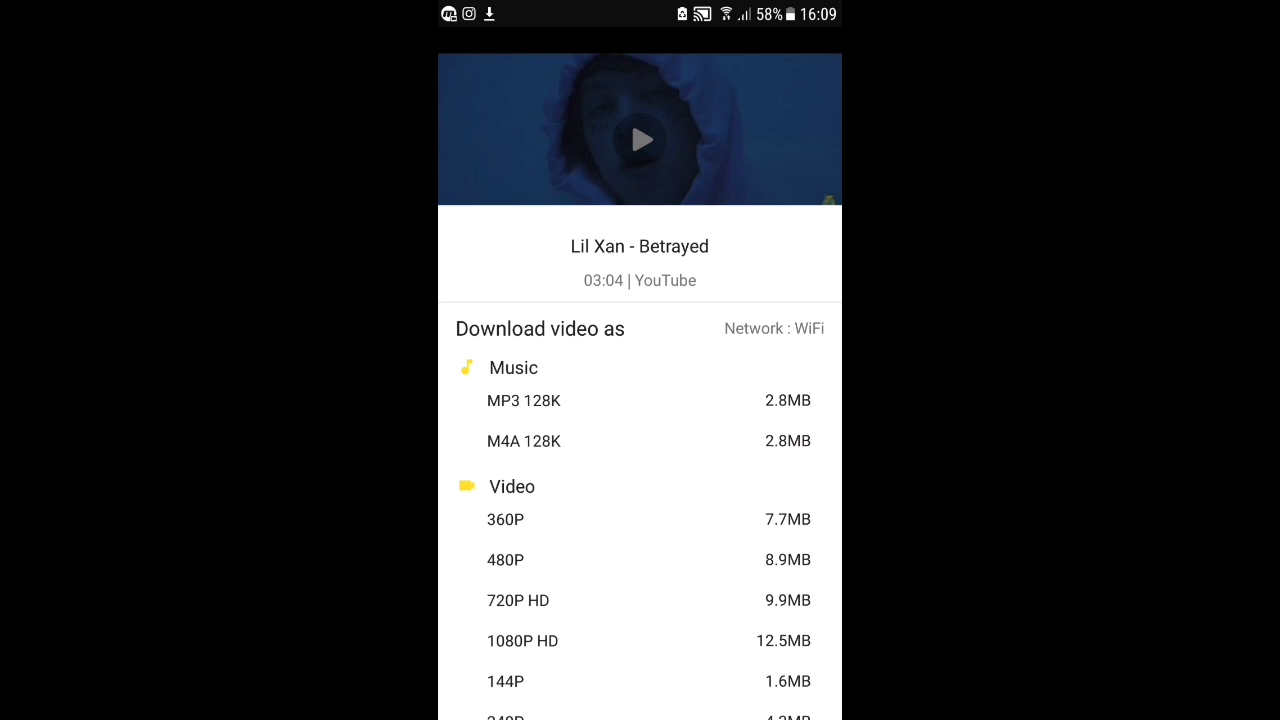 58% 16:09
Lil Xan - Betrayed
03:04 | YouTube
Download video as Network : WiFi
Music
MP3 128K 2.8MB
M4A 128K 2.8MB
Video
360P 7.7MB
480P 8.9MB
720P HD 9.9MB
1080P HD 12.5MB
144P 1.6MB